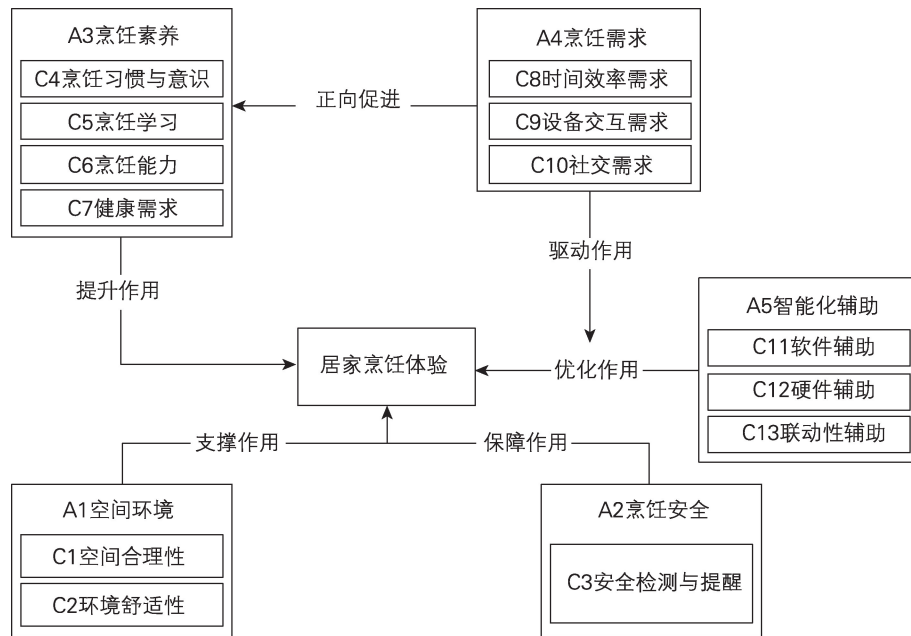 A3烹饪素养
C4烹饪习惯与意识
C5烹饪学习
C6烹饪能力
C7健康需求
正向促进
A4烹饪需求
C8时间效率需求
C9设备交互需求
C10社交需求
驱动作用
提升作用
A5智能化辅助
C11软件辅助
C12硬件辅助
C13联动性辅助
居家烹饪体验
优化作用
支撑作用
保障作用
A1空间环境
C1空间合理性
C2环境舒适性
A2烹饪安全
C3安全检测与提醒